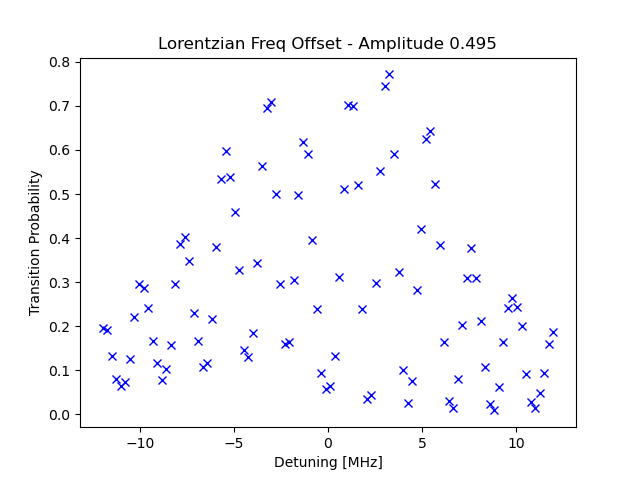 Lorentzian Freq Offset - Amplitude 0.495
0.8
0.7
0.6
0.5
0.4
0.3
0.2
0.1
0.0
Transition Probability
−10 −5 0 5 10
Detuning [MHz]